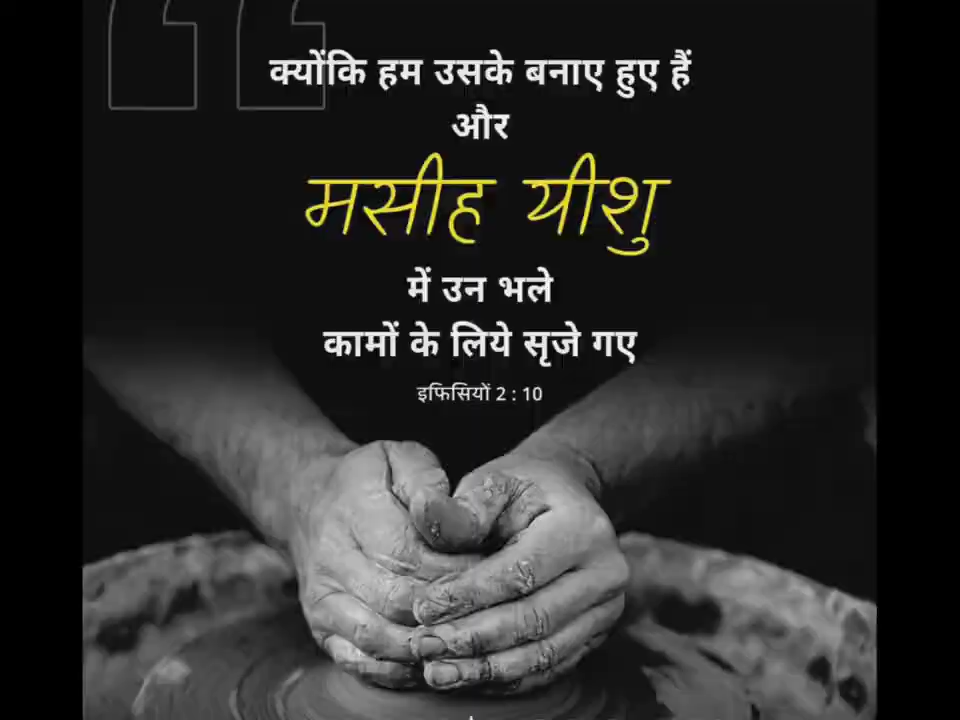 क्योंकि हम उसके बनाए हुए हैं
और
मसीह यीशु
में उन भले
कामों के लिये सृजे गए
इफिसियों 2 : 10